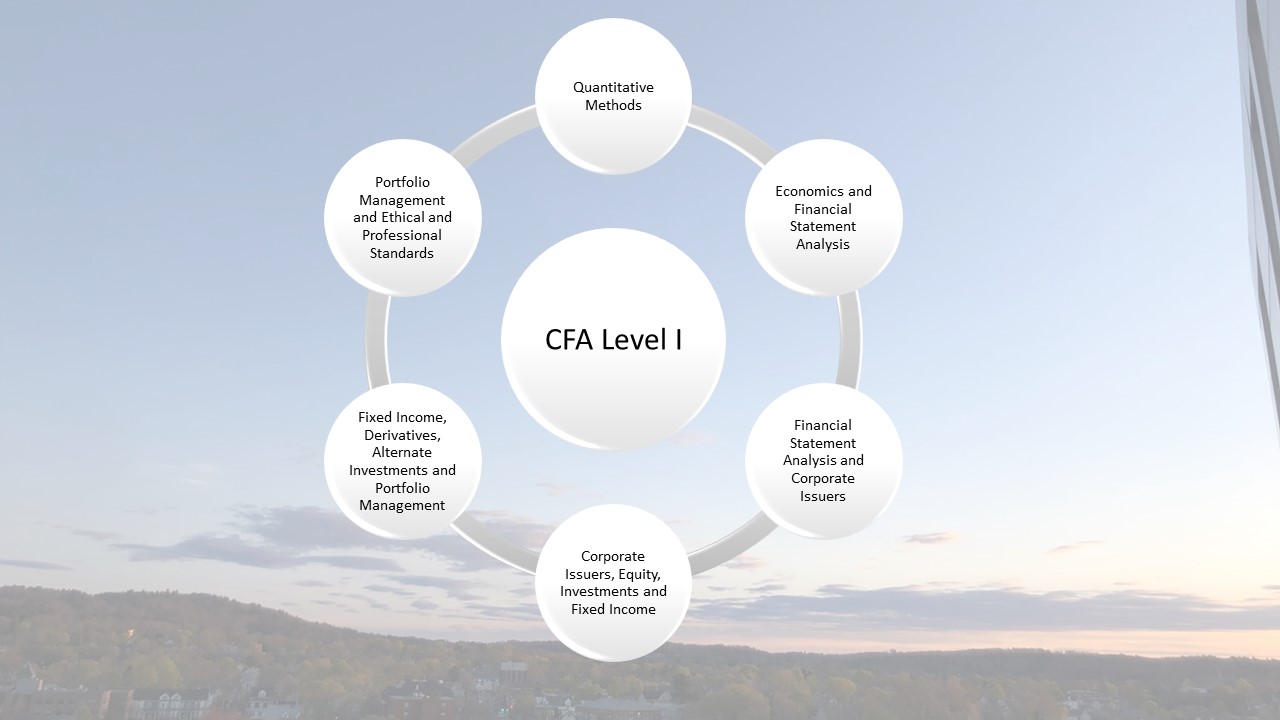 Quantitative
Methods
Economics and
Financial
Statement
Analysis
Financial
Statement
Analysis and
Corporate
Issuers
Corporate
Issuers, Equity,
Investments and
Fixed Income
Fixed Income,
Derivatives,
Alternate
Investments and
Portfolio
Management
Portfolio
Management
and Ethical and
Professional
Standards
CFA Level I